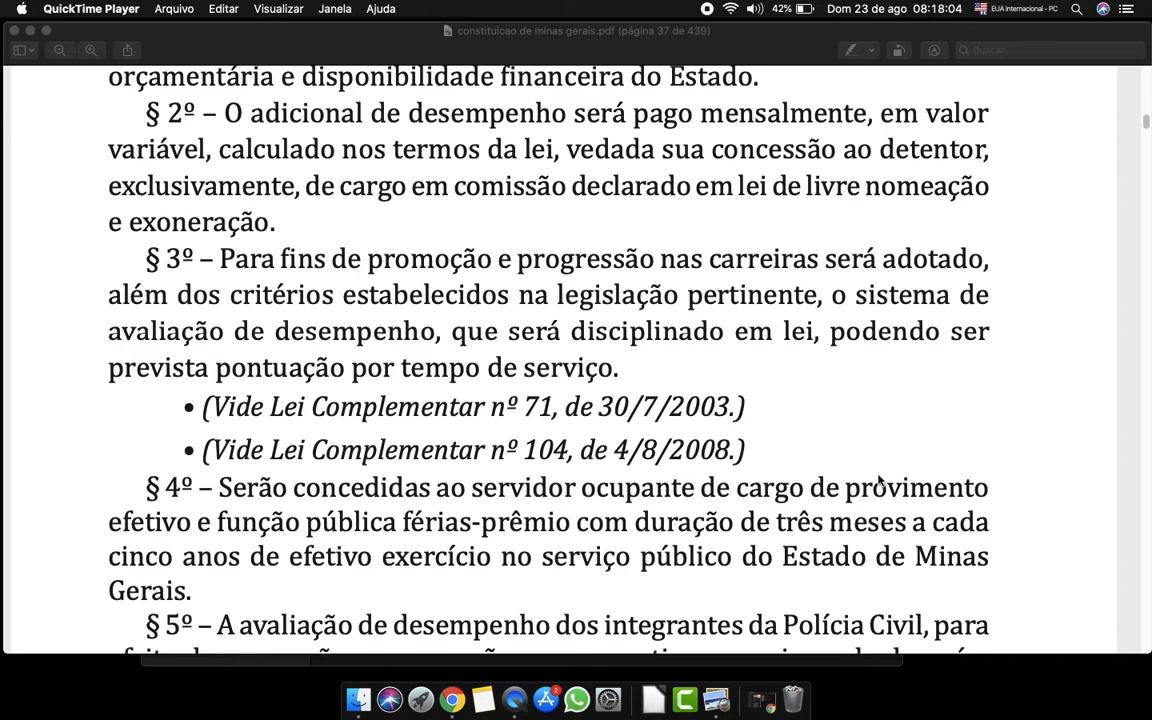 QuickTime Player Arquivo Editar Visualizar Janela Ajuda 42% Dom 23 de ago 08:18:04 EUA Internacional - PC
constituicao de minas gerais.pdf (página 37 de 439)
Buscar
orçamentária e disponibilidade financeira do Estado.
§ 2º – O adicional de desempenho será pago mensalmente, em valor
variável, calculado nos termos da lei, vedada sua concessão ao detentor,
exclusivamente, de cargo em comissão declarado em lei de livre nomeação
e exoneração.
§ 3º – Para fins de promoção e progressão nas carreiras será adotado,
além dos critérios estabelecidos na legislação pertinente, o sistema de
avaliação de desempenho, que será disciplinado em lei, podendo ser
prevista pontuação por tempo de serviço.
• (Vide Lei Complementar nº 71, de 30/7/2003.)
• (Vide Lei Complementar nº 104, de 4/8/2008.)
§ 4º – Serão concedidas ao servidor ocupante de cargo de provimento
efetivo e função pública férias-prêmio com duração de três meses a cada
cinco anos de efetivo exercício no serviço público do Estado de Minas
Gerais.
§ 5º – A avaliação de desempenho dos integrantes da Polícia Civil, para
2